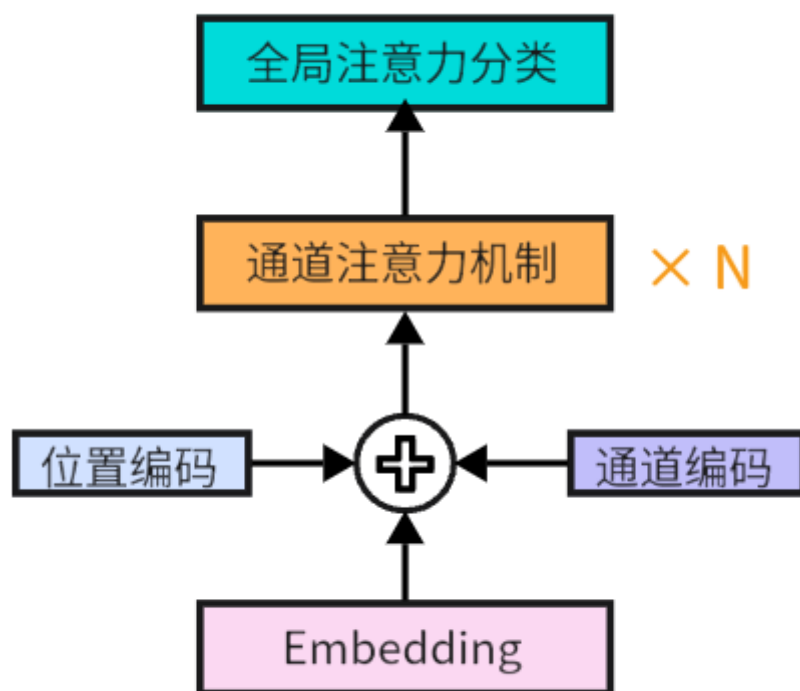 全局注意力分类
通道注意力机制
× N
位置编码
通道编码
Embedding